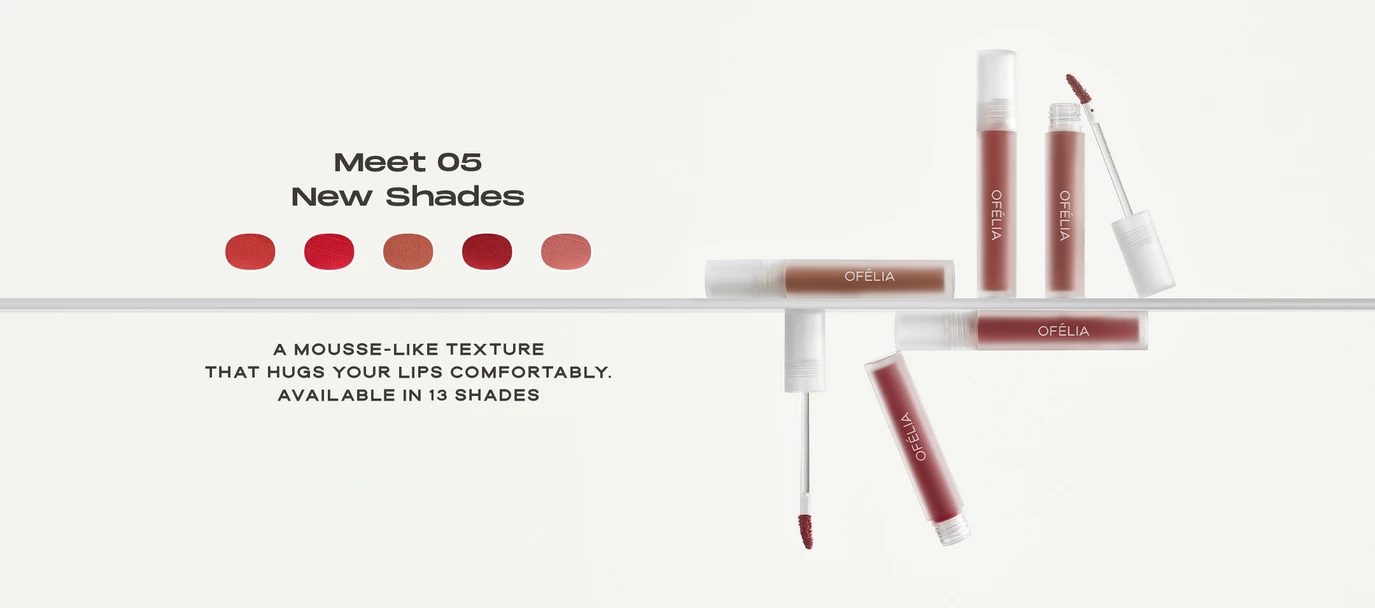 Meet 05
New Shades
A MOUSSE-LIKE TEXTURE
THAT HUGS YOUR LIPS COMFORTABLY.
AVAILABLE IN 13 SHADES
OFÉLIA
OFÉLIA
OFÉLIA
OFÉLIA
OFÉLIA